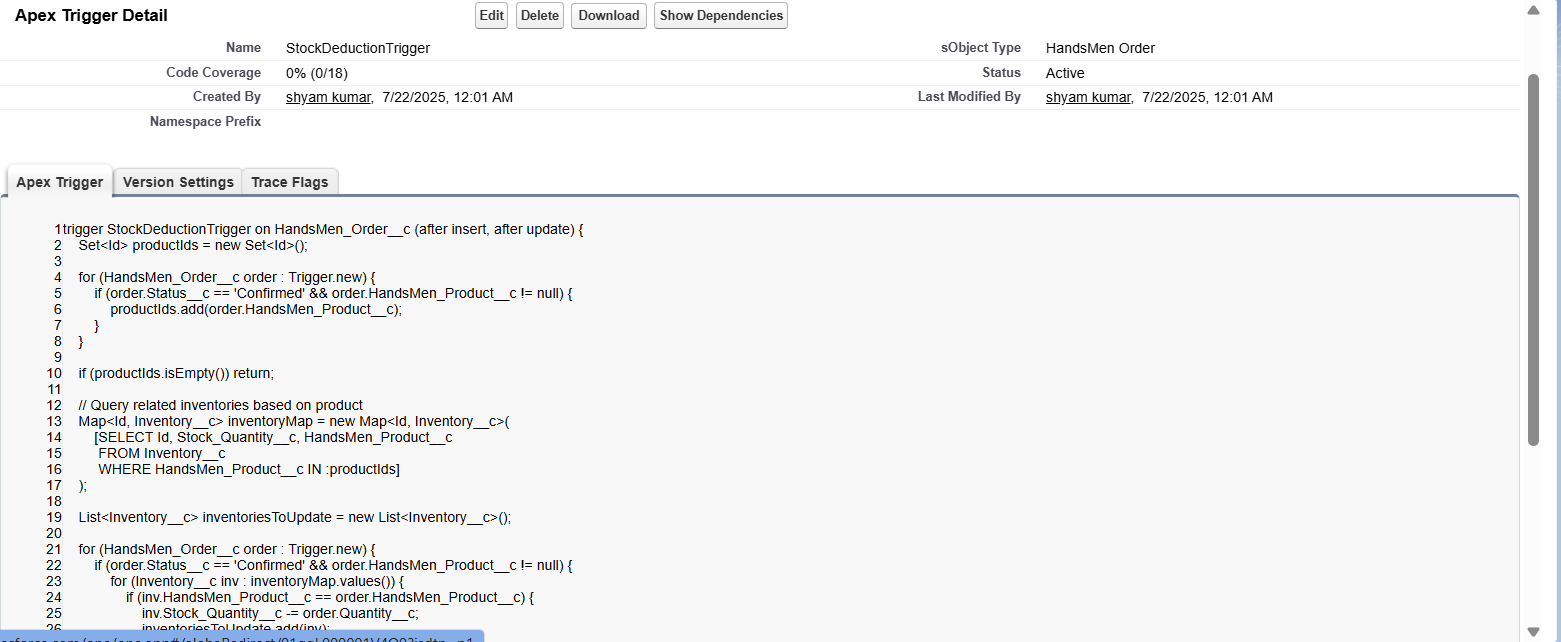 Apex Trigger Detail Edit Delete Download Show Dependencies
Name StockDeductionTrigger sObject Type HandsMen Order
Code Coverage 0% (0/18) Status Active
Created By shyam kumar, 7/22/2025, 12:01 AM Last Modified By shyam kumar, 7/22/2025, 12:01 AM
Namespace Prefix
Apex Trigger Version Settings Trace Flags
1 trigger StockDeductionTrigger on HandsMen_Order__c (after insert, after update) {
2 Set<Id> productIds = new Set<Id>();
3
4 for (HandsMen_Order__c order : Trigger.new) {
5 if (order.Status__c == 'Confirmed' && order.HandsMen_Product__c != null) {
6 productIds.add(order.HandsMen_Product__c);
7 }
8 }
9
10 if (productIds.isEmpty()) return;
11
12 // Query related inventories based on product
13 Map<Id, Inventory__c> inventoryMap = new Map<Id, Inventory__c>(
14 [SELECT Id, Stock_Quantity__c, HandsMen_Product__c
15 FROM Inventory__c
16 WHERE HandsMen_Product__c IN :productIds]
17 );
18
19 List<Inventory__c> inventoriesToUpdate = new List<Inventory__c>();
20
21 for (HandsMen_Order__c order : Trigger.new) {
22 if (order.Status__c == 'Confirmed' && order.HandsMen_Product__c != null) {
23 for (Inventory__c inv : inventoryMap.values()) {
24 if (inv.HandsMen_Product__c == order.HandsMen_Product__c) {
25 inv.Stock_Quantity__c -= order.Quantity__c;
26 inventoriesToUpdate.add(inv);